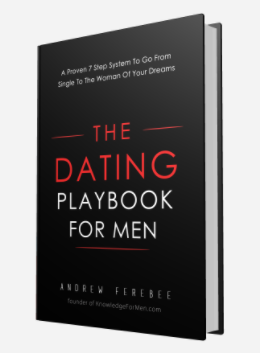 A Proven 7 Step System To Go From
Single To The Woman Of Your Dreams
THE
DATING
PLAYBOOK
FOR MEN
ANDREW FEREBEE
Founder of KnowledgeForMen.com